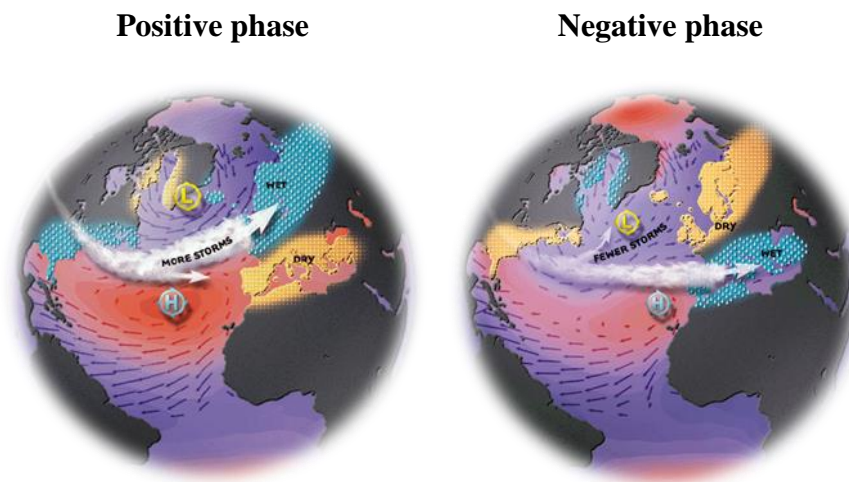 Positive phase
Negative phase
WET
L
MORE STORMS
DRY
H
L
DRY
FEWER STORMS
WET
H